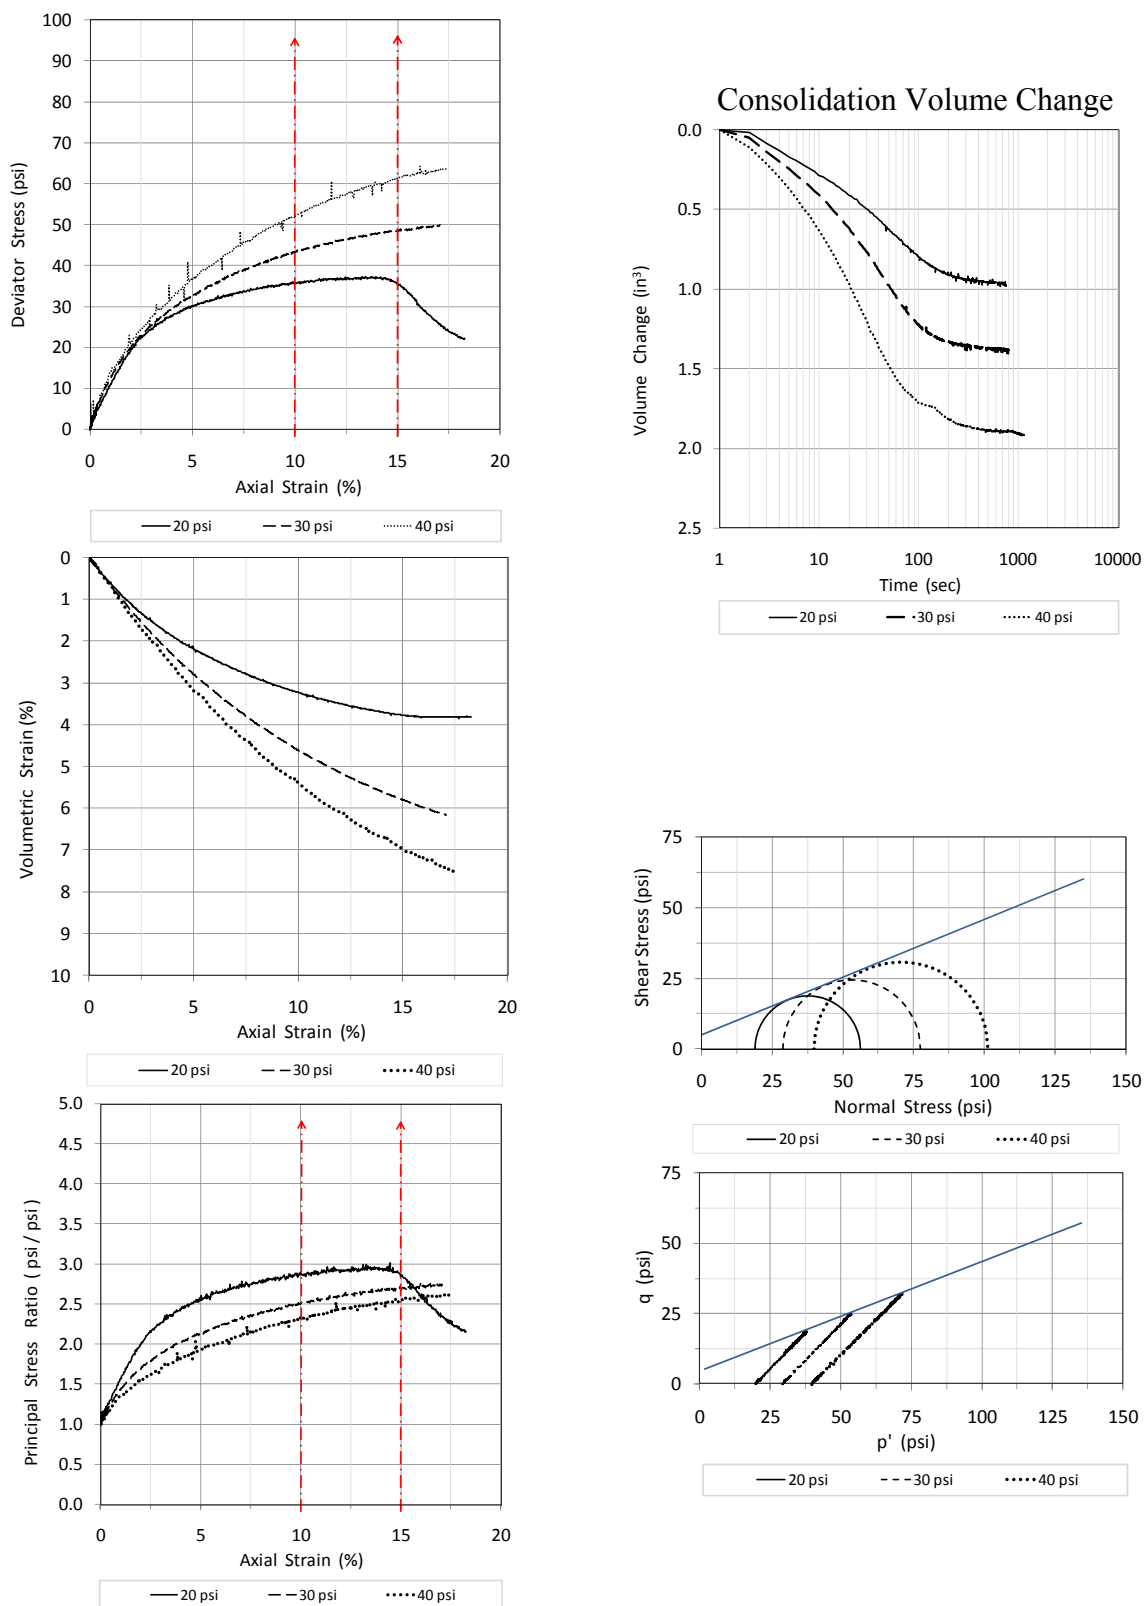 100
90
80
70
60
50
40
30
20
10
0
Deviator Stress (psi)
0 5 10 15 20
Axial Strain (%)
20 psi 30 psi 40 psi
Consolidation Volume Change
0.0
0.5
1.0
1.5
2.0
2.5
Volume Change (in³)
1 10 100 1000 10000
Time (sec)
20 psi 30 psi 40 psi
0
1
2
3
4
5
6
7
8
9
10
Volumetric Strain (%)
0 5 10 15 20
Axial Strain (%)
20 psi 30 psi 40 psi
75
50
25
0
Shear Stress (psi)
0 25 50 75 100 125 150
Normal Stress (psi)
20 psi 30 psi 40 psi
5.0
4.5
4.0
3.5
3.0
2.5
2.0
1.5
1.0
0.5
0.0
Principal Stress Ratio ( psi / psi )
0 5 10 15 20
Axial Strain (%)
20 psi 30 psi 40 psi
75
50
25
0
q (psi)
0 25 50 75 100 125 150
p' (psi)
20 psi 30 psi 40 psi